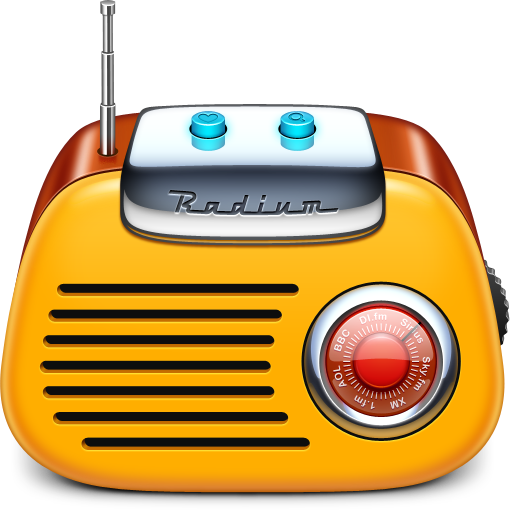 Radium
AOL
BBC
DI.fm
Sirius
Sky.fm
XM
1.fm